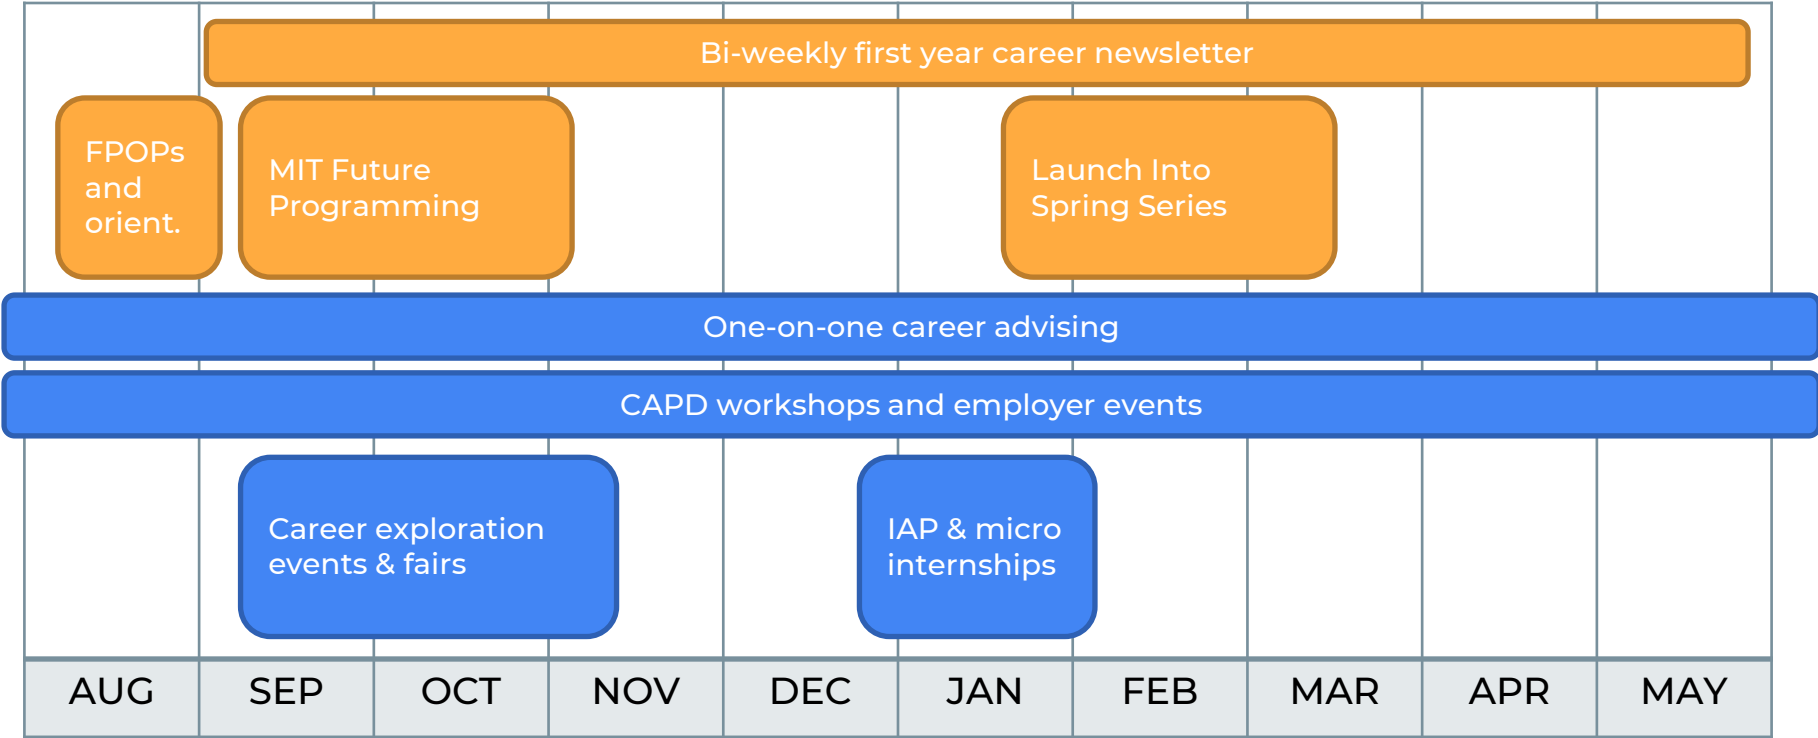 Bi-weekly first year career newsletter
FPOPs
and
orient.
MIT Future
Programming
Launch Into
Spring Series
One-on-one career advising
CAPD workshops and employer events
Career exploration
events & fairs
IAP & micro
internships
AUG SEP OCT NOV DEC JAN FEB MAR APR MAY